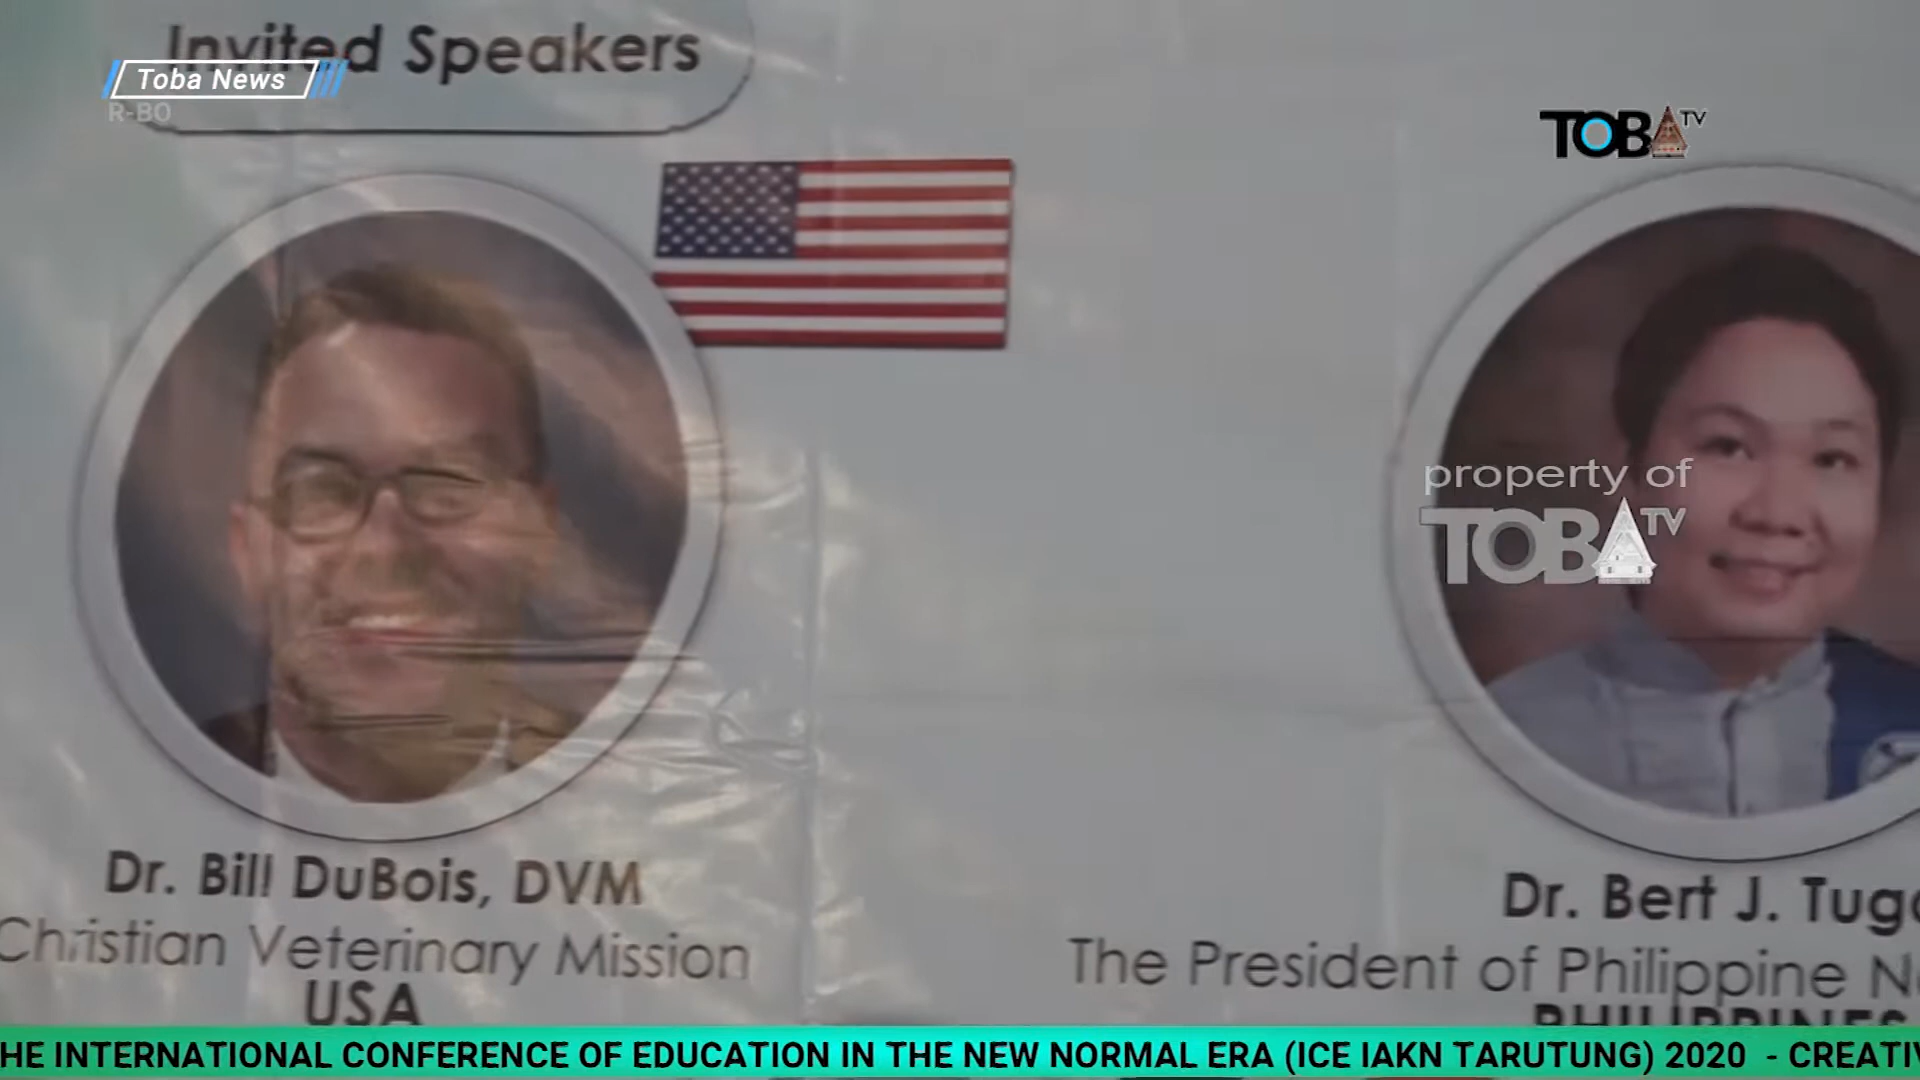 Invited Speakers
Toba News
R-BO
TOBA TV
property of
TOBA TV
Dr. Bill DuBois, DVM
Christian Veterinary Mission
USA
Dr. Bert J.
The President of Philippine
PHILIPPINES
HE INTERNATIONAL CONFERENCE OF EDUCATION IN THE NEW NORMAL ERA (ICE IAKN TARUTUNG) 2020 - CREATIV